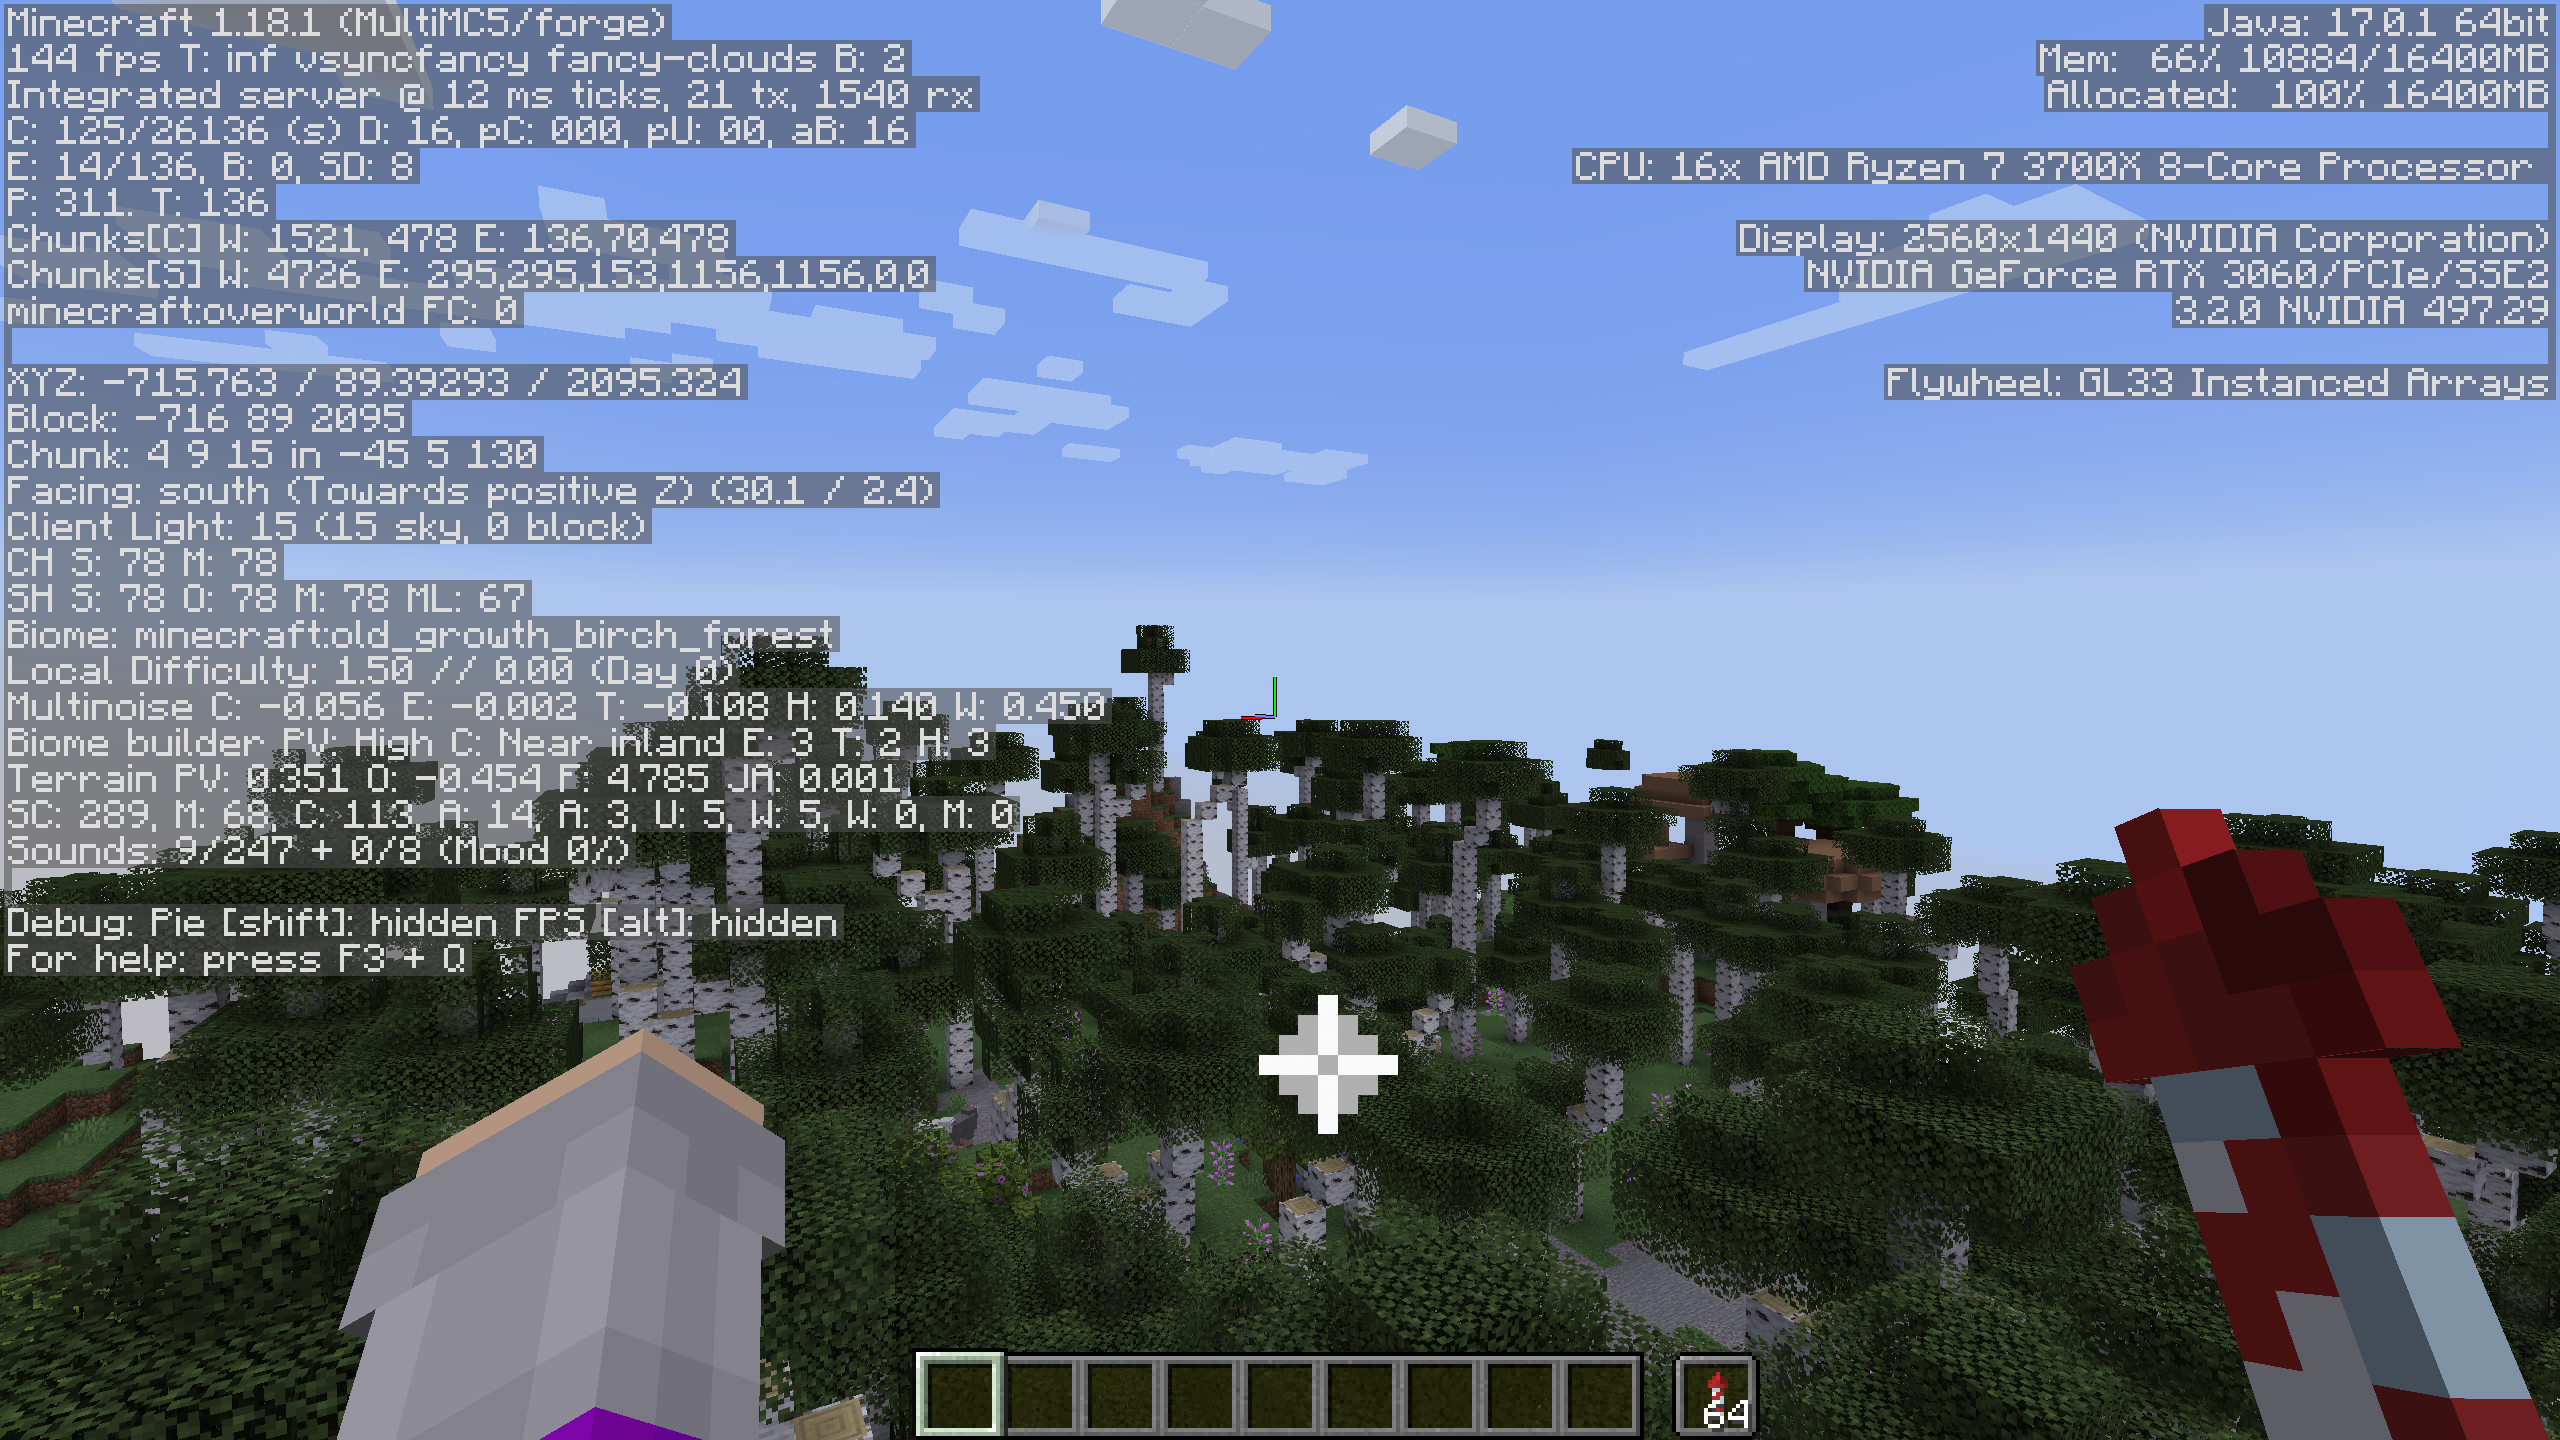 Minecraft 1.18.1 (MultiMC5/forge)
144 fps T: inf vsyncfancy fancy-clouds B: 2
Integrated server @ 12 ms ticks, 21 tx, 1540 rx
C: 125/26136 (s) D: 16, pC: 000, pU: 00, aB: 16
E: 14/136, B: 0, SD: 8
P: 311. T: 136
Chunks[C] W: 1521, 478 E: 136,70,478
Chunks[S] W: 4726 E: 295,295,153,1156,1156,0,0
minecraft:overworld FC: 0
XYZ: -715.763 / 89.39293 / 2095.324
Block: -716 89 2095
Chunk: 4 9 15 in -45 5 130
Facing: south (Towards positive Z) (30.1 / 2.4)
Client Light: 15 (15 sky, 0 block)
CH S: 78 M: 78
SH S: 78 O: 78 M: 78 ML: 67
Biome: minecraft:old_growth_birch_forest
Local Difficulty: 1.50 // 0.00 (Day 0)
Multinoise C: -0.056 E: -0.002 T: -0.108 H: 0.140 W: 0.450
Biome builder PV: High C: Near inland E: 3 T: 2 H: 3
Terrain PV: 0.351 O: -0.454 F: 4.785 JA: 0.001
SC: 289, M: 68, C: 113, A: 14, A: 3, U: 5, W: 5, W: 0, M: 0
Sounds: 9/247 + 0/8 (Mood 0%)
Debug: Pie [shift]: hidden FPS [alt]: hidden
For help: press F3 + Q
Java: 17.0.1 64bit
Mem: 66% 10884/16400MB
Allocated: 100% 16400MB
CPU: 16x AMD Ryzen 7 3700X 8-Core Processor
Display: 2560x1440 (NVIDIA Corporation)
NVIDIA GeForce RTX 3060/PCIe/SSE2
3.2.0 NVIDIA 497.29
Flywheel: GL33 Instanced Arrays
64